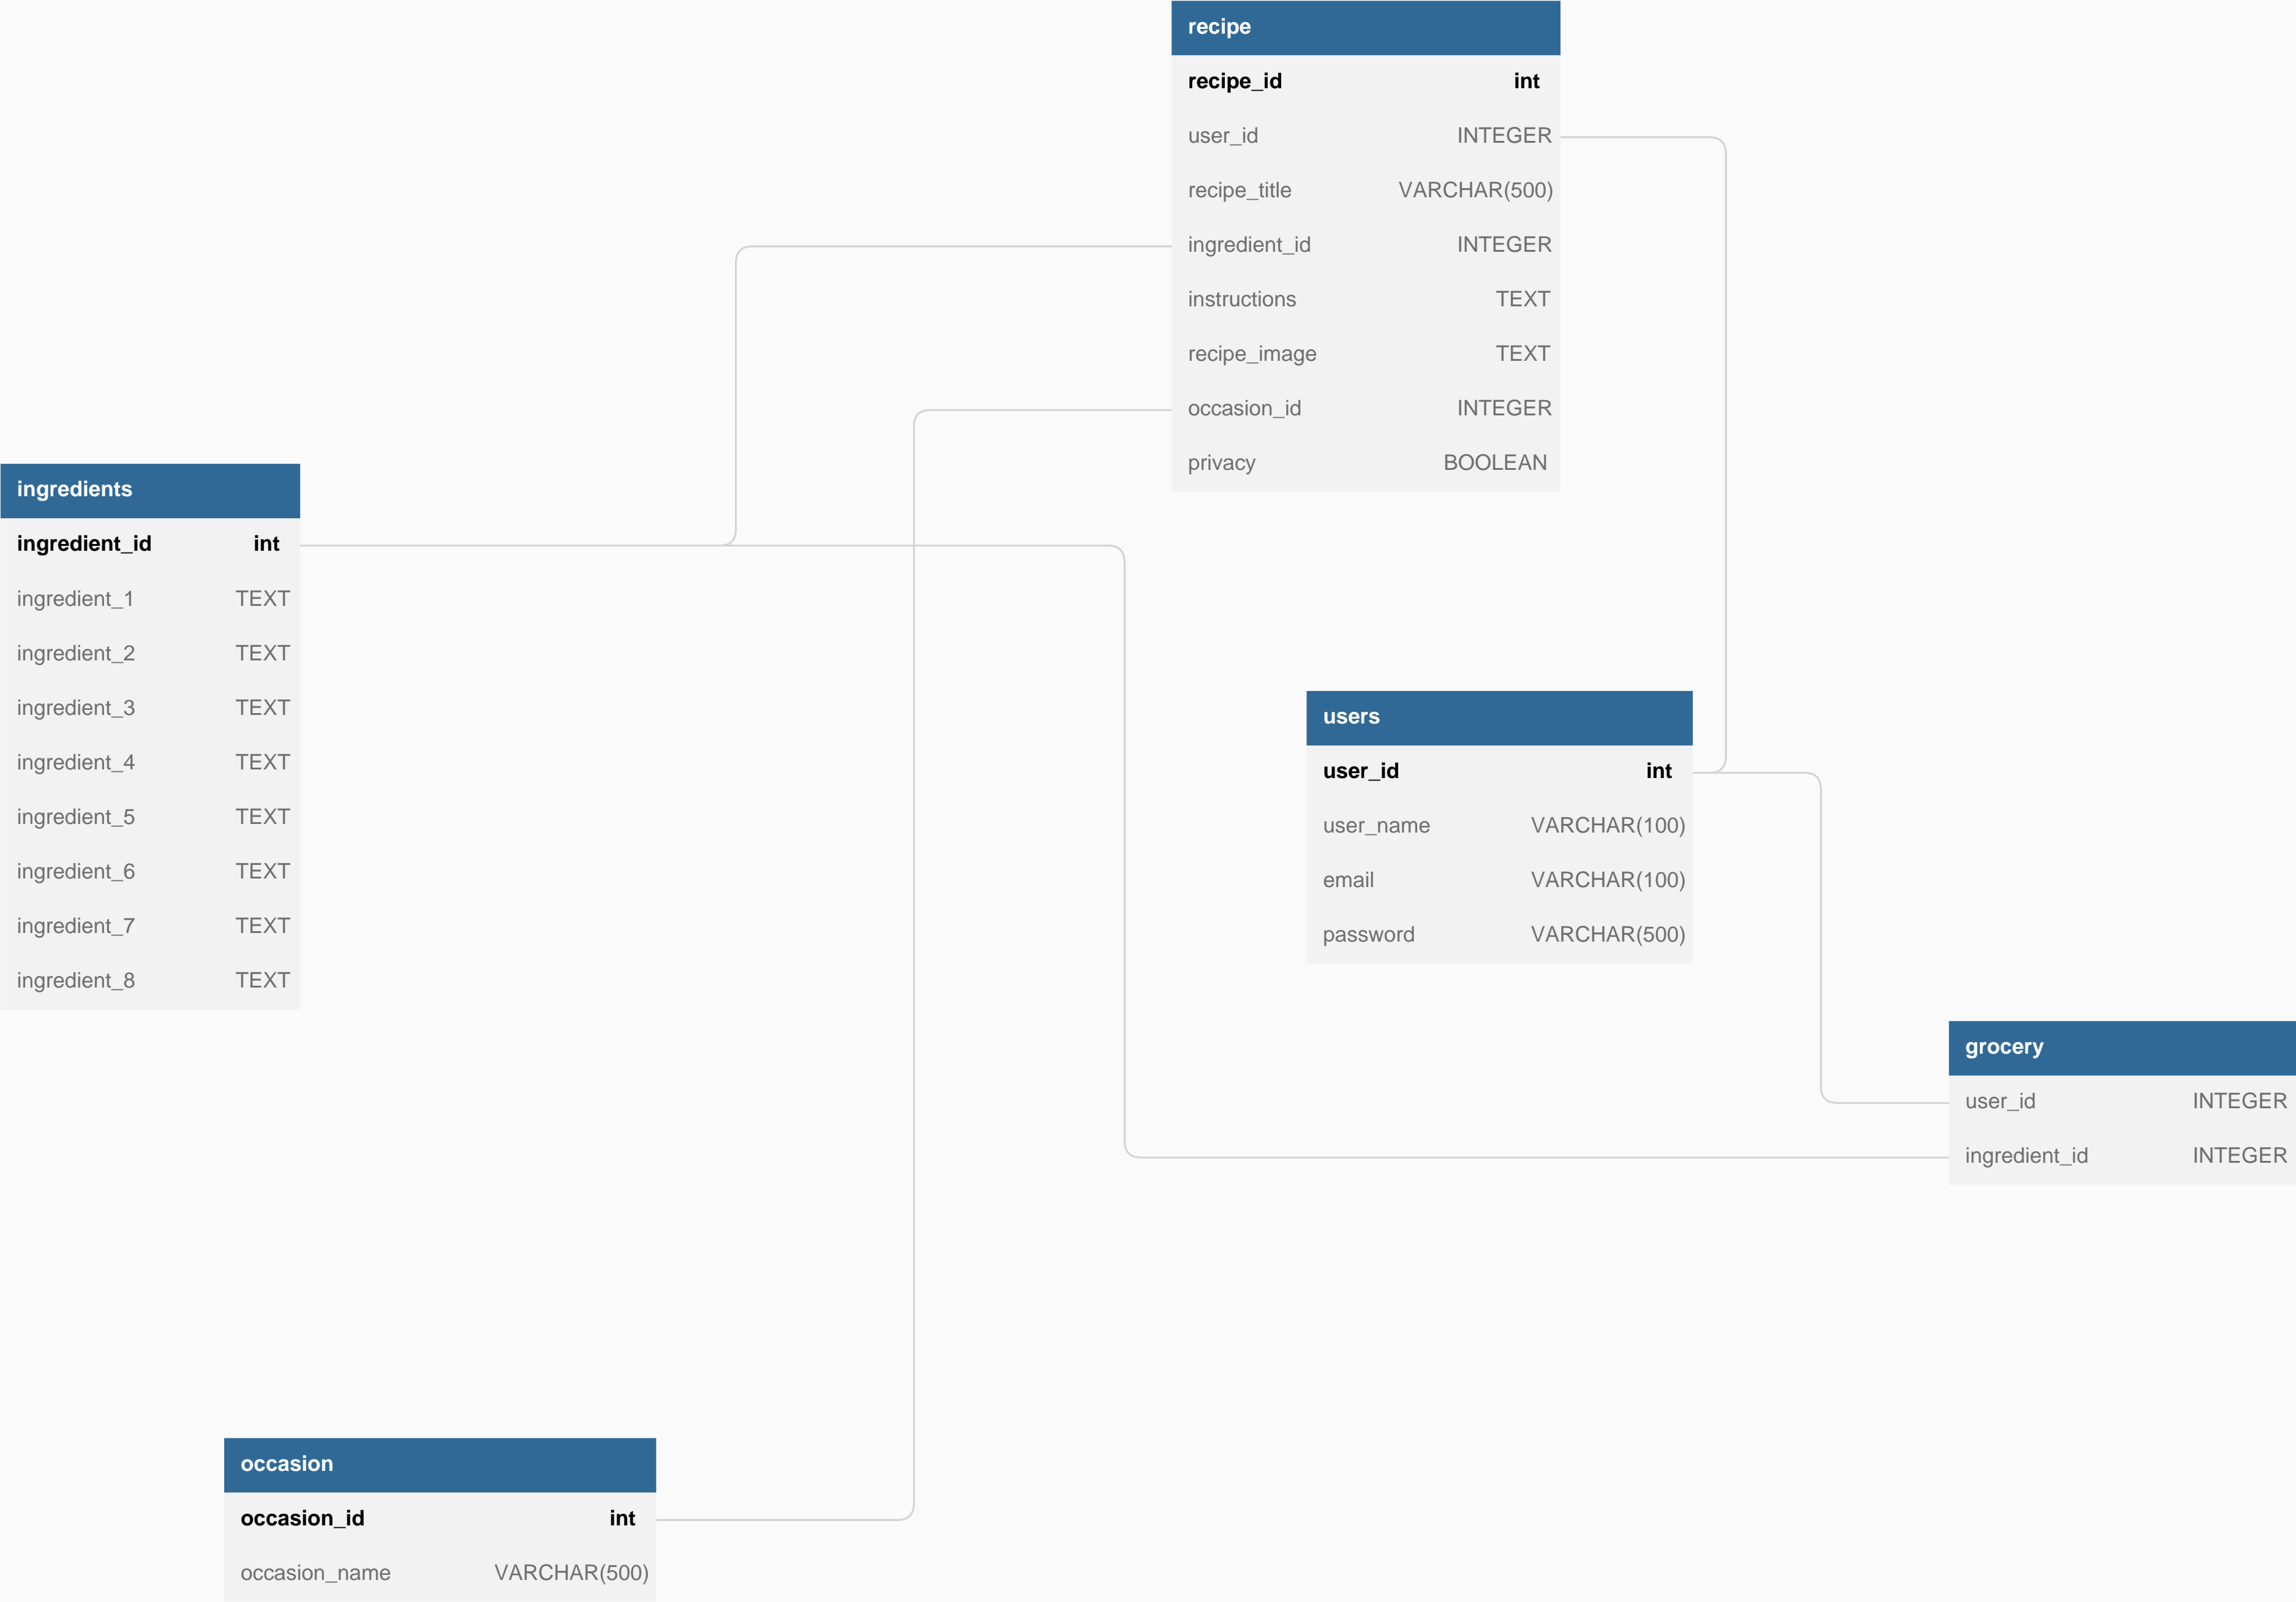 recipe
recipe_id int
user_id INTEGER
recipe_title VARCHAR(500)
ingredient_id INTEGER
instructions TEXT
recipe_image TEXT
occasion_id INTEGER
privacy BOOLEAN
ingredients
ingredient_id int
ingredient_1 TEXT
ingredient_2 TEXT
ingredient_3 TEXT
ingredient_4 TEXT
ingredient_5 TEXT
ingredient_6 TEXT
ingredient_7 TEXT
ingredient_8 TEXT
users
user_id int
user_name VARCHAR(100)
email VARCHAR(100)
password VARCHAR(500)
grocery
user_id INTEGER
ingredient_id INTEGER
occasion
occasion_id int
occasion_name VARCHAR(500)